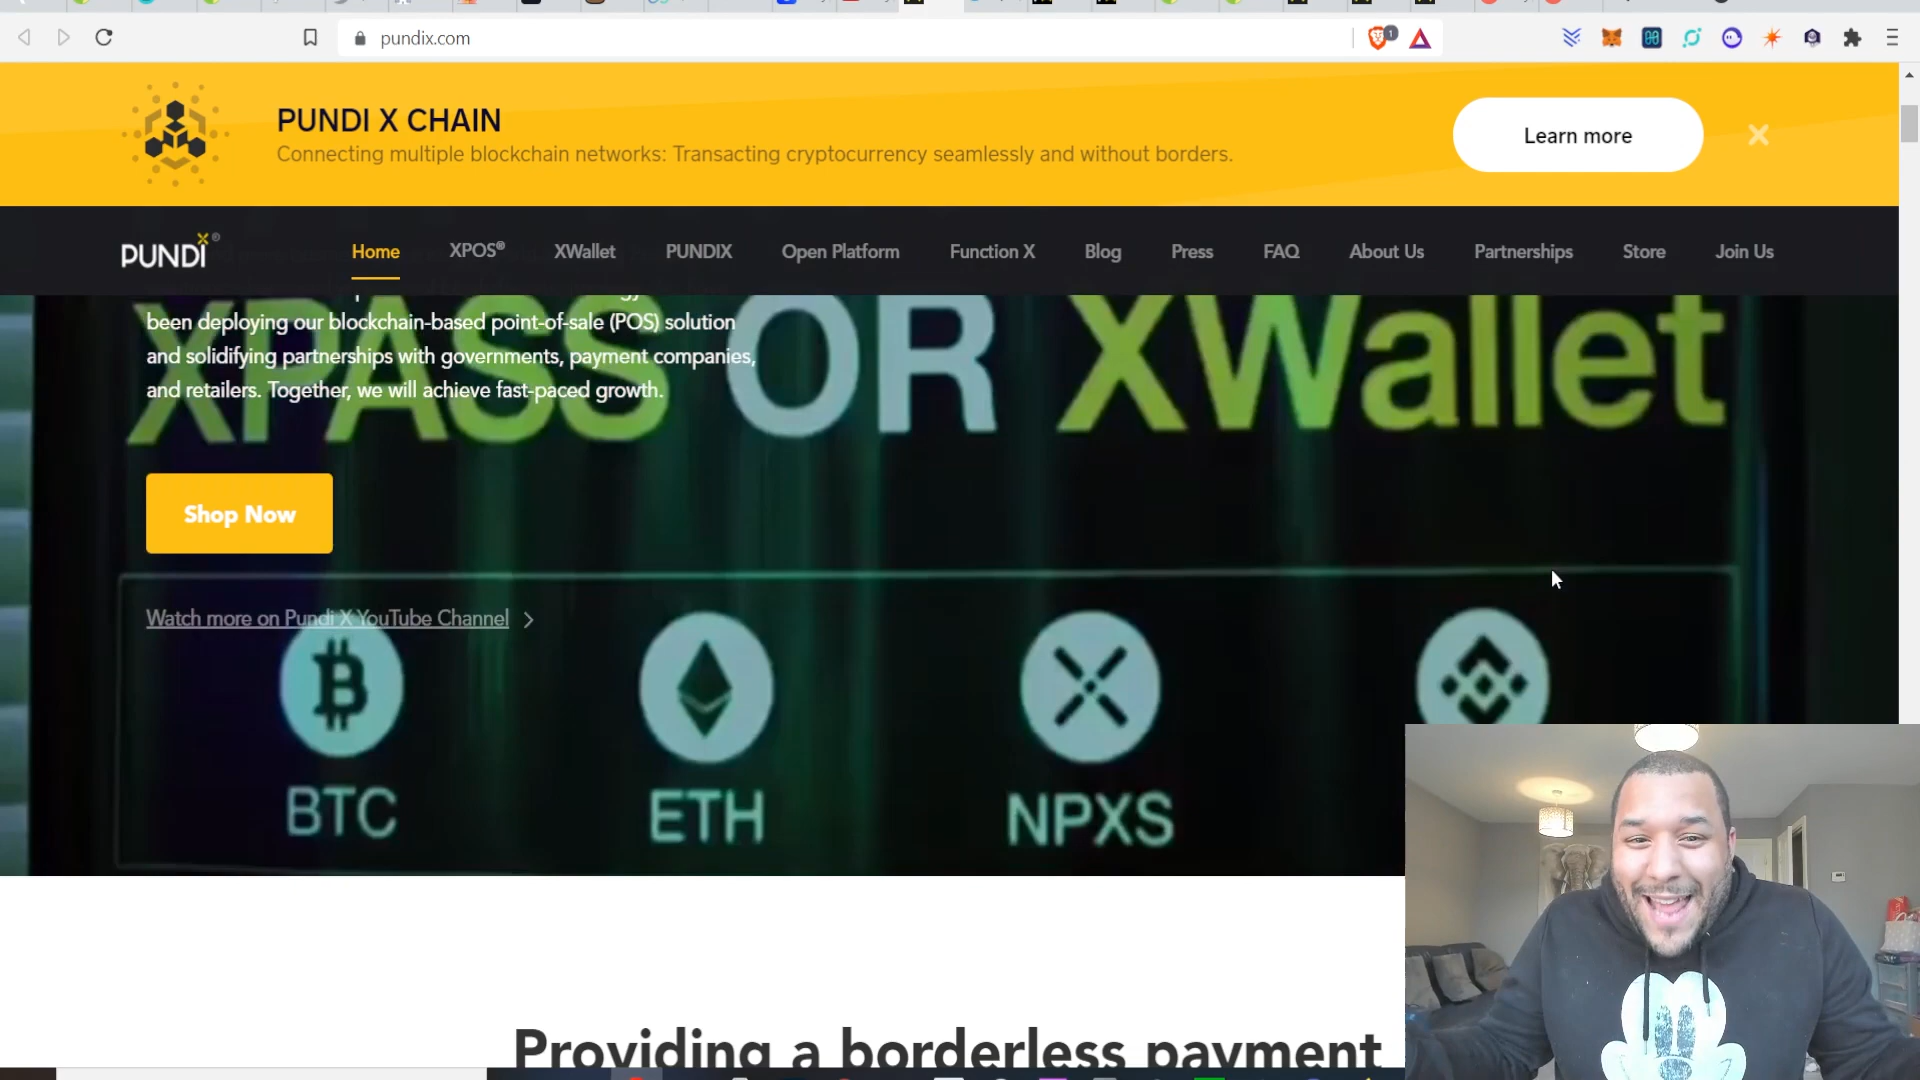 1
pundix.com
PUNDI X CHAIN
Connecting multiple blockchain networks: Transacting cryptocurrency seamlessly and without borders.
Learn more
PUNDI X ®
Home
XPOS®
XWallet
PUNDIX
Open Platform
Function X
Blog
Press
FAQ
About Us
Partnerships
Store
Join Us
XPASS OR XWallet
been deploying our blockchain-based point-of-sale (POS) solution
and solidifying partnerships with governments, payment companies,
and retailers. Together, we will achieve fast-paced growth.
Shop Now
Watch more on Pundi X YouTube Channel
BTC
ETH
NPXS
Providing a borderless payment